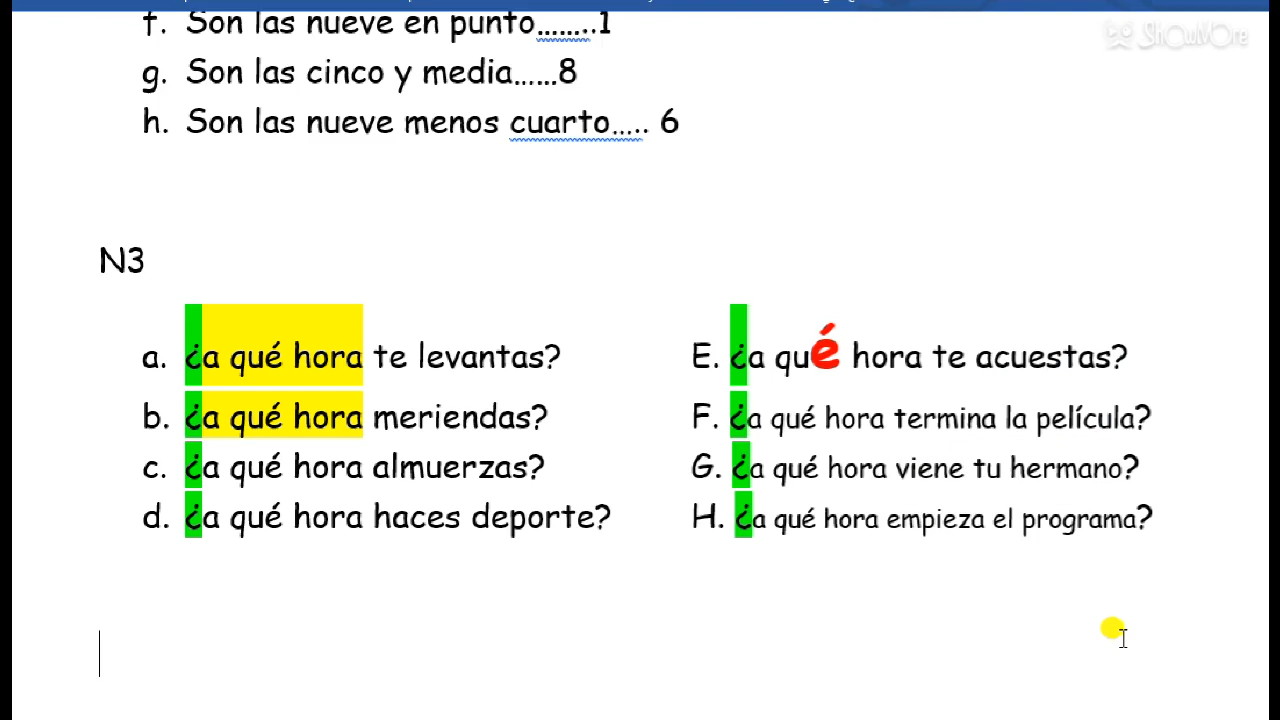 f. Son las nueve en punto........1
g. Son las cinco y media......8
h. Son las nueve menos cuarto..... 6
ShowMore
N3
a. ¿a qué hora te levantas?
b. ¿a qué hora meriendas?
c. ¿a qué hora almuerzas?
d. ¿a qué hora haces deporte?
E. ¿a qué hora te acuestas?
F. ¿a qué hora termina la película?
G. ¿a qué hora viene tu hermano?
H. ¿a qué hora empieza el programa?